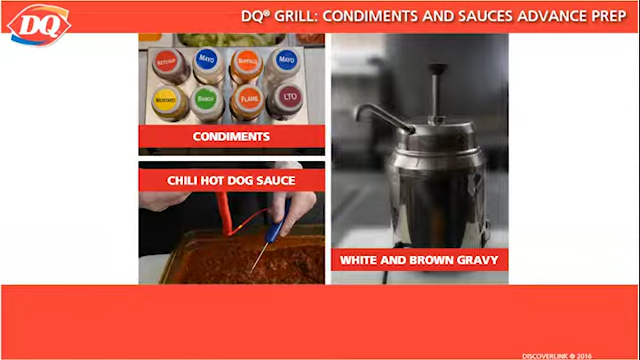 DQ®
DQ® GRILL: CONDIMENTS AND SAUCES ADVANCE PREP
KETCHUP
MAYO
BUFFALO
MAYO
MUSTARD
RANCH
FLAME
LTO
CONDIMENTS
CHILI HOT DOG SAUCE
WHITE AND BROWN GRAVY
DISCOVERLINK © 2016